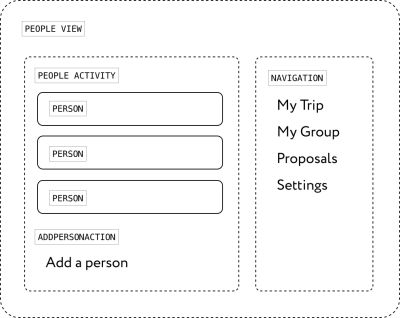 PEOPLE VIEW
PEOPLE ACTIVITY
PERSON
PERSON
PERSON
ADDPERSONACTION
Add a person
NAVIGATION
My Trip
My Group
Proposals
Settings